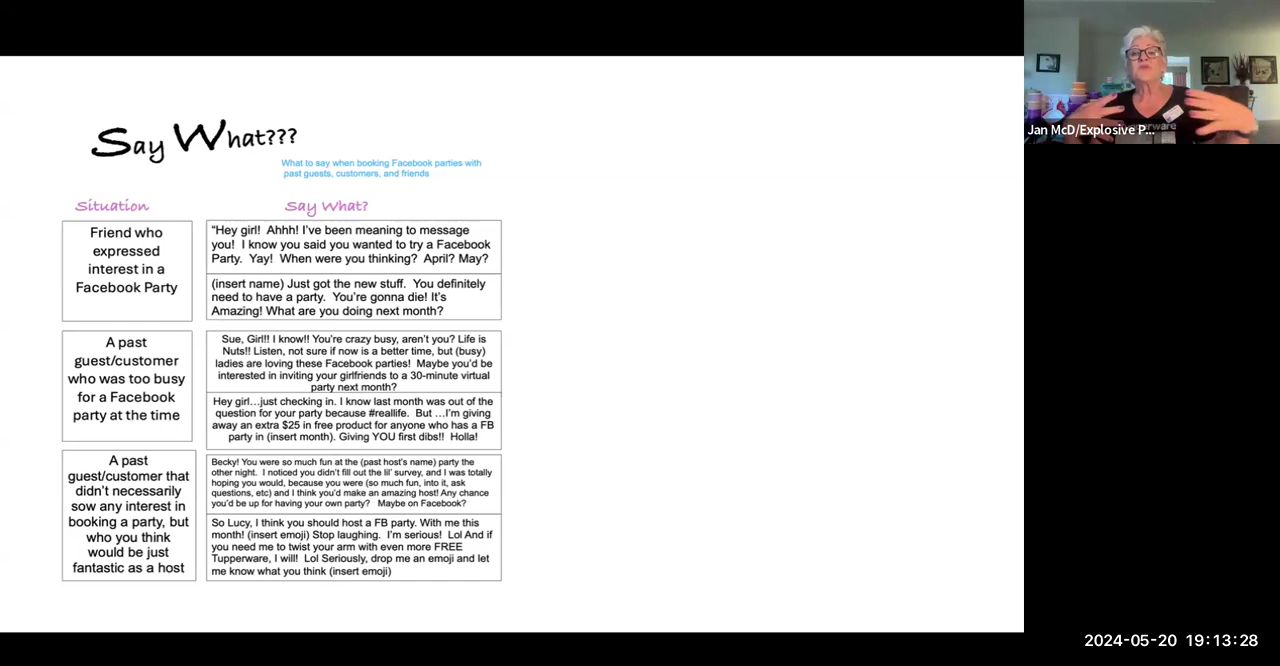 Say What???
What to say when booking Facebook parties with
past guests, customers, and friends
Situation
Say What?
Friend who
expressed
interest in a
Facebook Party
“Hey girl!  Ahhh! I’ve been meaning to message
you!  I know you said you wanted to try a Facebook
Party.  Yay!  When were you thinking?  April?  May?
(insert name) Just got the new stuff.  You definitely
need to have a party.  You’re gonna die! It’s
Amazing! What are you doing next month?
A past
guest/customer
who was too busy
for a Facebook
party at the time
Sue, Girl!! I know!! You’re crazy busy, aren’t you? Life is
Nuts!! Listen, not sure if now is a better time, but (busy)
ladies are loving these Facebook parties!  Maybe you’d be
interested in inviting your girlfriends to a 30-minute virtual
party next month?
Hey girl…just checking in. I know last month was out of the
question for your party because #reallife.  But …I’m giving
away an extra $25 in free product for anyone who has a FB
party in (insert month). Giving YOU first dibs!!  Holla!
A past
guest/customer that
didn’t necessarily
sow any interest in
booking a party, but
who you think
would be just
fantastic as a host
Becky! You were so much fun at the (past host’s name) party the
other night.  I noticed you didn’t fill out the lil’ survey, and I was totally
hoping you would, because you were (so much fun, into it, ask
questions, etc) and I think you’d make an amazing host! Any chance
you’d be up for having your own party?   Maybe on Facebook?
So Lucy, I think you should host a FB party. With me this
month! (insert emoji) Stop laughing.  I’m serious!  Lol And if
you need me to twist your arm with even more FREE
Tupperware, I will!  Lol Seriously, drop me an emoji and let
me know what you think (insert emoji)
Jan McD/Explosive P...
2024-05-20 19:13:28